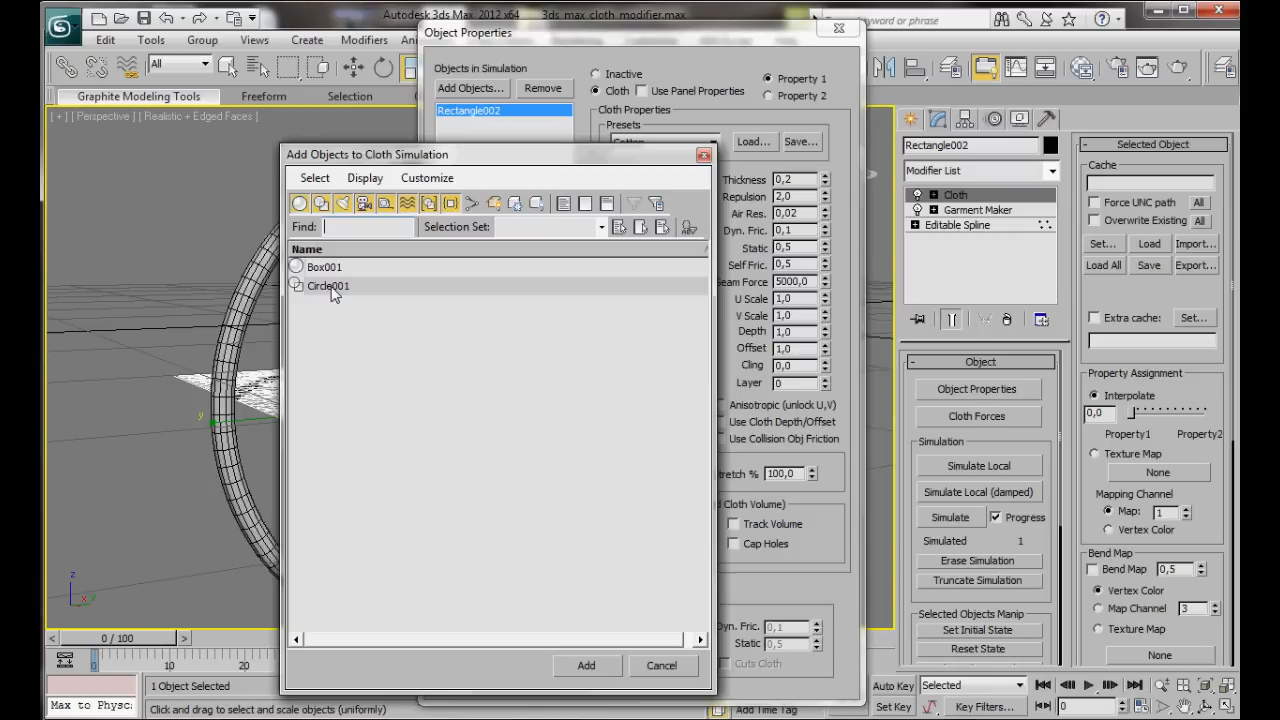 Autodesk 3ds Max 2012 x64 3ds_max_cloth_modifier.max
keyword or phrase
Edit Tools Group Views Create Modifiers
All
Graphite Modeling Tools Freeform Selection
[ + ] [ Perspective ] [ Realistic + Edged Faces ]
Object Properties
Objects in Simulation
Add Objects... Remove
Rectangle002
Inactive
Cloth
Use Panel Properties
Property 1
Property 2
Cloth Properties
Presets
Load... Save...
Thickness 0,2
Repulsion 2,0
Air Res. 0,02
Dyn. Fric. 0,1
Static 0,5
Self Fric. 0,5
Seam Force 5000,0
U Scale 1,0
V Scale 1,0
Depth 1,0
Offset 1,0
Cling 0,0
Layer 0
Anisotropic (unlock U,V)
Use Cloth Depth/Offset
Use Collision Obj Friction
100,0
Cloth Volume)
Track Volume
Cap Holes
Dyn. Fric. 0,1
Static 0,5
Cuts Cloth
Add Objects to Cloth Simulation
Select Display Customize
Find: Selection Set:
Name
Box001
Circle001
Add Cancel
Rectangle002
Modifier List
Cloth
Garment Maker
Editable Spline
Object
Object Properties
Cloth Forces
Simulation
Simulate Local
Simulate Local (damped)
Simulate Progress
Simulated 1
Erase Simulation
Truncate Simulation
Selected Objects Manip
Set Initial State
Reset State
Selected Object
Cache
Force UNC path All
Overwrite Existing All
Set... Load Import...
Load All Save Export...
Extra cache: Set...
Property Assignment
Interpolate
0,0
Property1 Property2
Texture Map
None
Mapping Channel
Map: 1
Vertex Color
Bend Map 0,5
Vertex Color
Map Channel 3
Texture Map
None
z
x
y
y
0 / 100
0 10 20
1 Object Selected
Max to Physc
Click and drag to select and scale objects (uniformly)
Add Time Tag
Auto Key Selected
Set Key Key Filters...
0